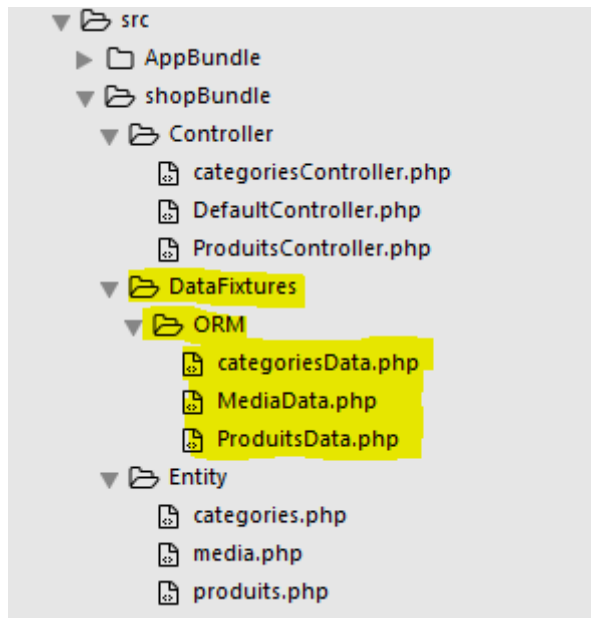 src
AppBundle
shopBundle
Controller
categoriesController.php
DefaultController.php
ProduitsController.php
DataFixtures
ORM
categoriesData.php
MediaData.php
ProduitsData.php
Entity
categories.php
media.php
produits.php